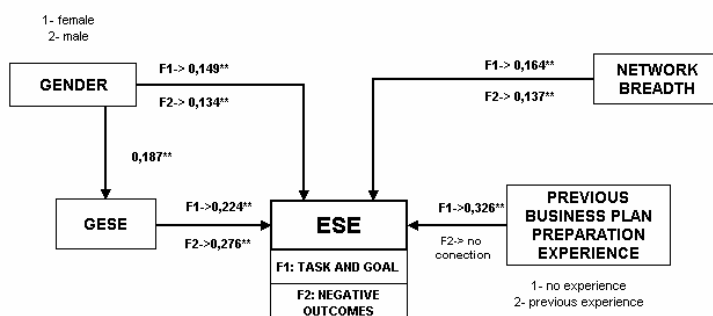 1- female
2- male
GENDER
F1-> 0,149**
F2-> 0,134**
F1-> 0,164**
F2-> 0,137**
NETWORK
BREADTH
0,187**
GESE
F1->0,224**
F2->0,276**
ESE
F1: TASK AND GOAL
F2: NEGATIVE
OUTCOMES
F1->0,326**
F2-> no
conection
PREVIOUS
BUSINESS PLAN
PREPARATION
EXPERIENCE
1- no experience
2- previous experience